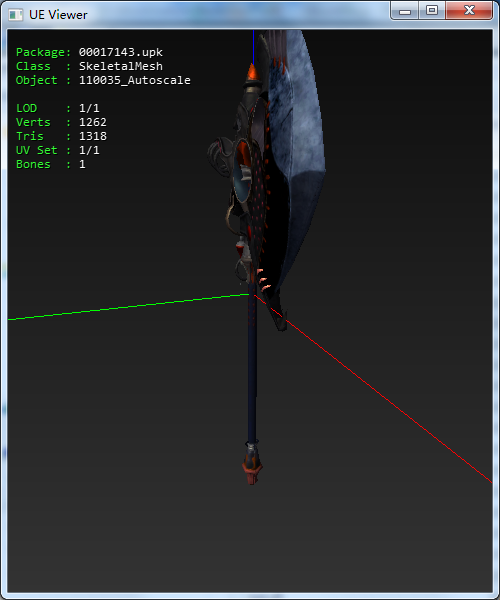 UE Viewer
Package: 00017143.upk
Class : SkeletalMesh
Object : 110035_Autoscale
LOD : 1/1
Verts : 1262
Tris : 1318
UV Set : 1/1
Bones : 1